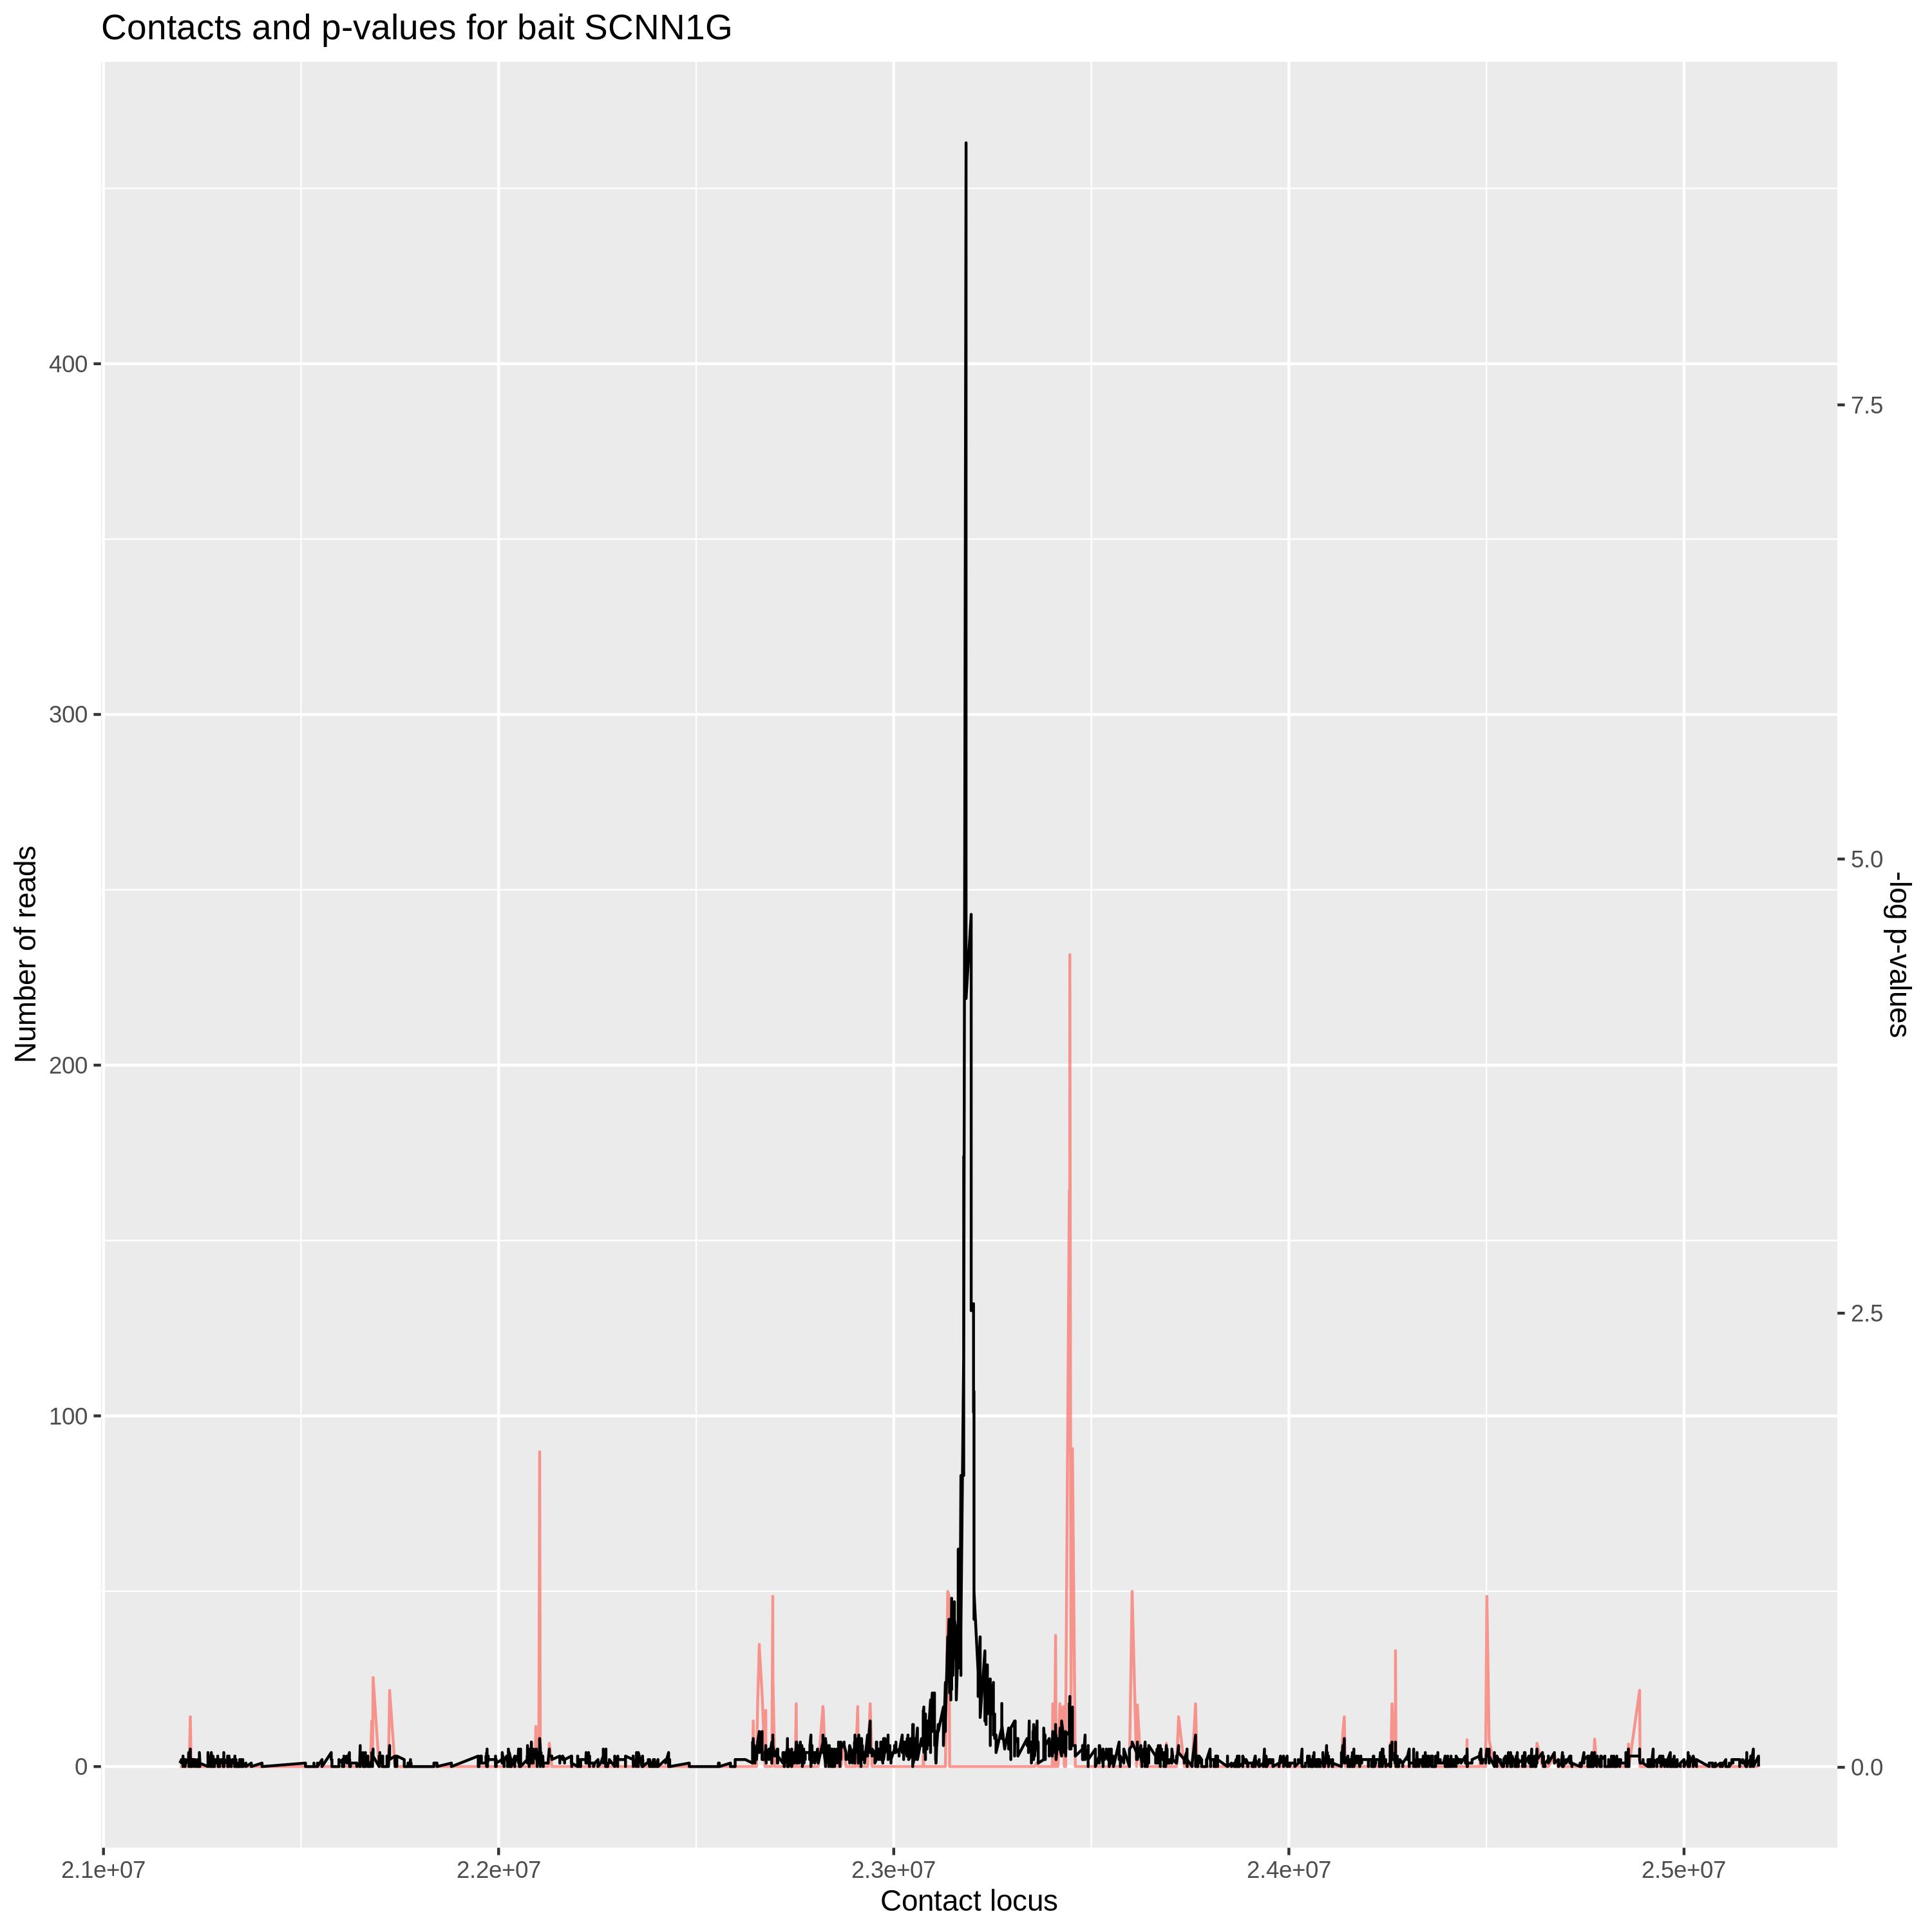 Contacts and p-values for bait SCNN1G
400
300
200
100
0
Number of reads
7.5
5.0
2.5
0.0
-log p-values
2.1e+07
2.2e+07
2.3e+07
2.4e+07
2.5e+07
Contact locus